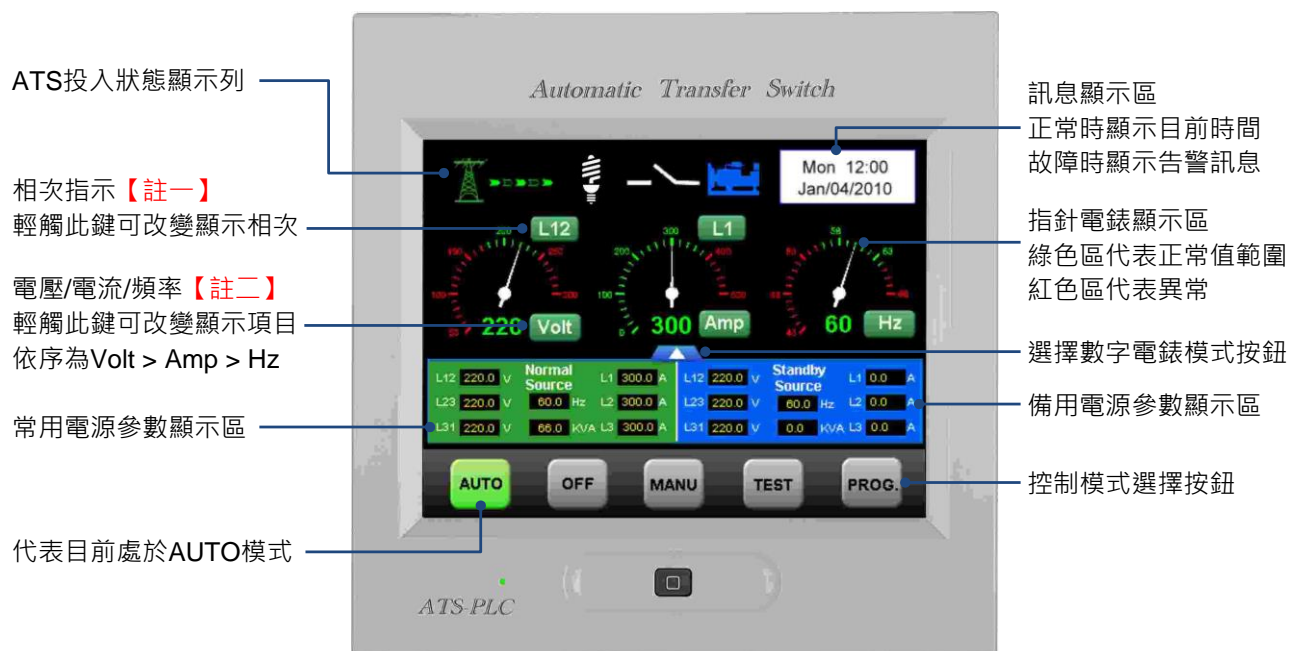 Automatic Transfer Switch
ATS投入狀態顯示列
訊息顯示區
正常時顯示目前時間
故障時顯示告警訊息
Mon 12:00
Jan/04/2010
相次指示【註一】
輕觸此鍵可改變顯示相次
L12
L1
指針電錶顯示區
綠色區代表正常值範圍
紅色區代表異常
電壓/電流/頻率【註二】
輕觸此鍵可改變顯示項目
依序為Volt > Amp > Hz
200
300
200
100
100
220 Volt
300 Amp
60 Hz
選擇數字電錶模式按鈕
常用電源參數顯示區
Normal Source
L12 220.0 V L1 300.0 A
L23 220.0 V 60.0 Hz L2 300.0 A
L31 220.0 V 66.0 KVA L3 300.0 A
Standby Source
L12 220.0 V L1 0.0 A
L23 220.0 V 60.0 Hz L2 0.0 A
L31 220.0 V 0.0 KVA L3 0.0 A
備用電源參數顯示區
AUTO OFF MANU TEST PROG.
控制模式選擇按鈕
代表目前處於AUTO模式
ATS-PLC